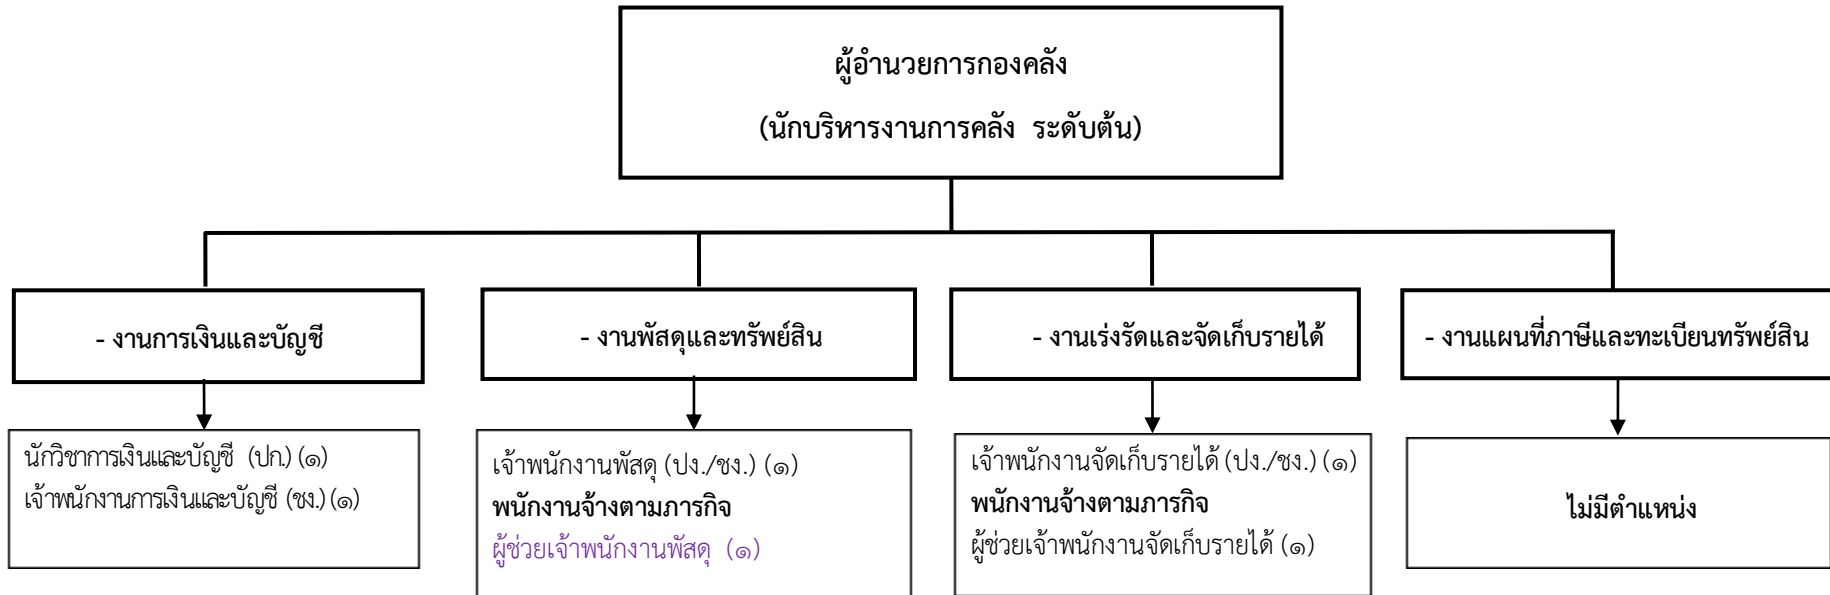 ผู้อำนวยการกองคลัง
(นักบริหารงานการคลัง ระดับต้น)
- งานการเงินและบัญชี
- งานพัสดุและทรัพย์สิน
- งานเร่งรัดและจัดเก็บรายได้
- งานแผนที่ภาษีและทะเบียนทรัพย์สิน
นักวิชาการเงินและบัญชี (ปก.) (๑)
เจ้าพนักงานการเงินและบัญชี (ชง.) (๑)
เจ้าพนักงานพัสดุ (ปง./ชง.) (๑)
พนักงานจ้างตามภารกิจ
ผู้ช่วยเจ้าพนักงานพัสดุ (๑)
เจ้าพนักงานจัดเก็บรายได้ (ปง./ชง.) (๑)
พนักงานจ้างตามภารกิจ
ผู้ช่วยเจ้าพนักงานจัดเก็บรายได้ (๑)
ไม่มีตำแหน่ง